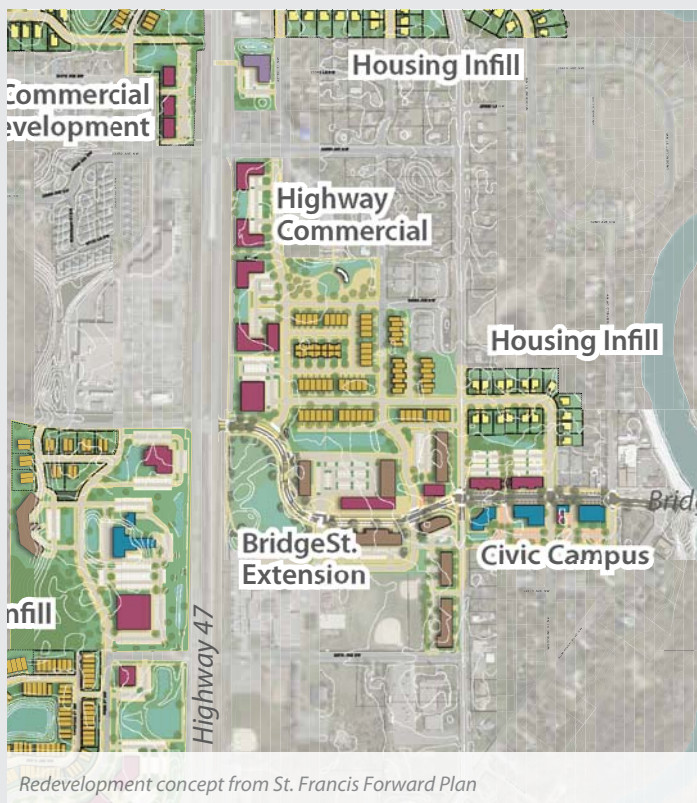 Housing Infill
Commercial
evelopment
Highway
Commercial
Housing Infill
BridgeSt.
Extension
Civic Campus
nfill
Highway 47
Redevelopment concept from St. Francis Forward Plan